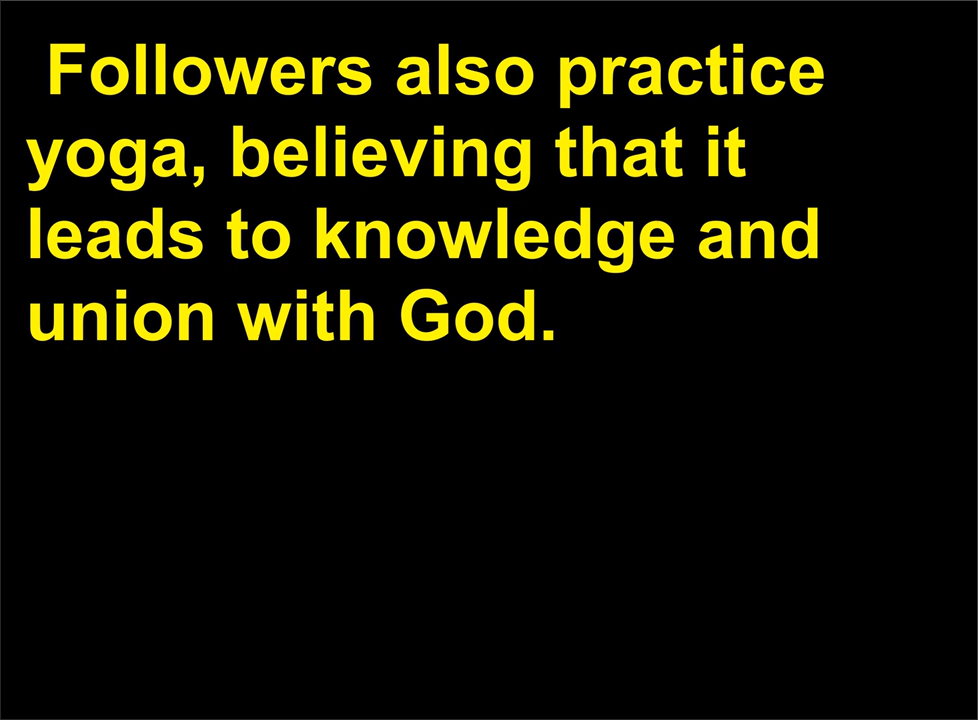 Followers also practice
yoga, believing that it
leads to knowledge and
union with God.